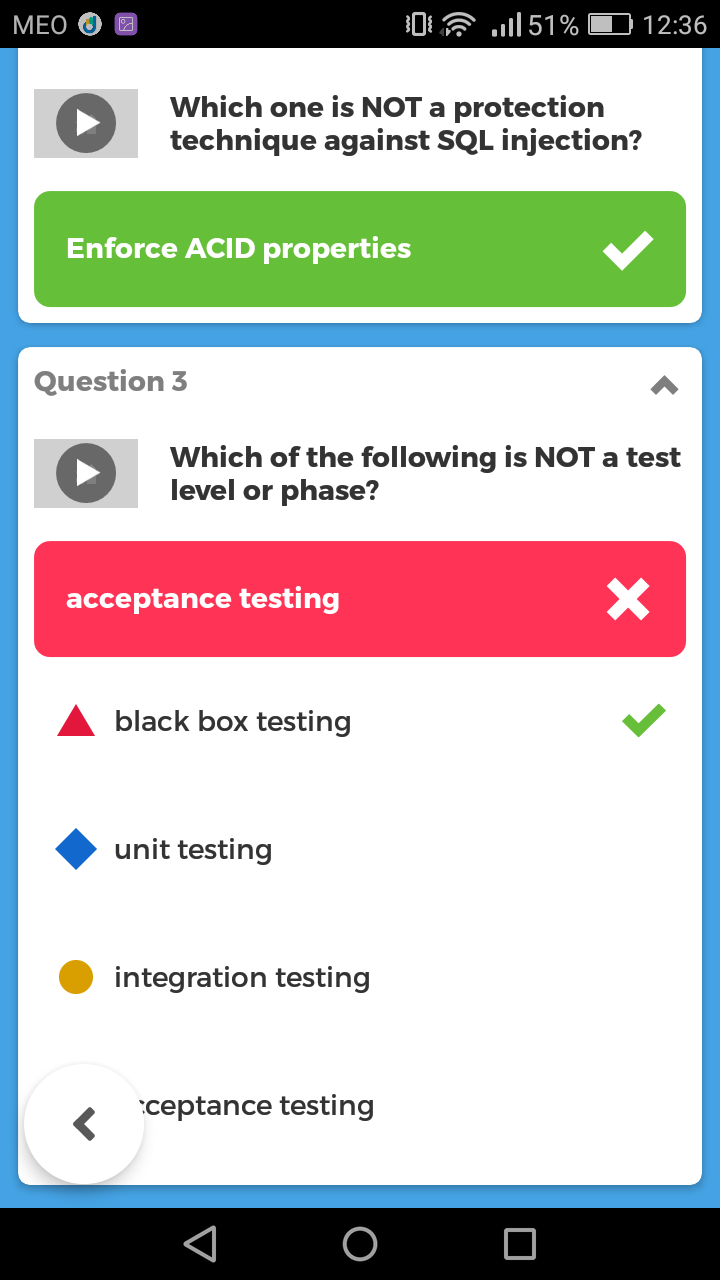 MEO 51% 12:36
Which one is NOT a protection
technique against SQL injection?
Enforce ACID properties
Question 3
Which of the following is NOT a test
level or phase?
acceptance testing
black box testing
unit testing
integration testing
cceptance testing